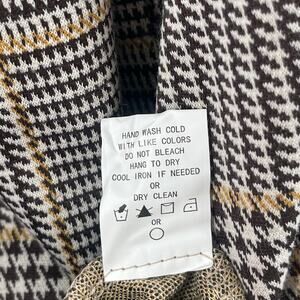 HAND WASH COLD
WITH LIKE COLORS
DO NOT BLEACH
HANG TO DRY
COOL IRON IF NEEDED
OR
DRY CLEAN
OR